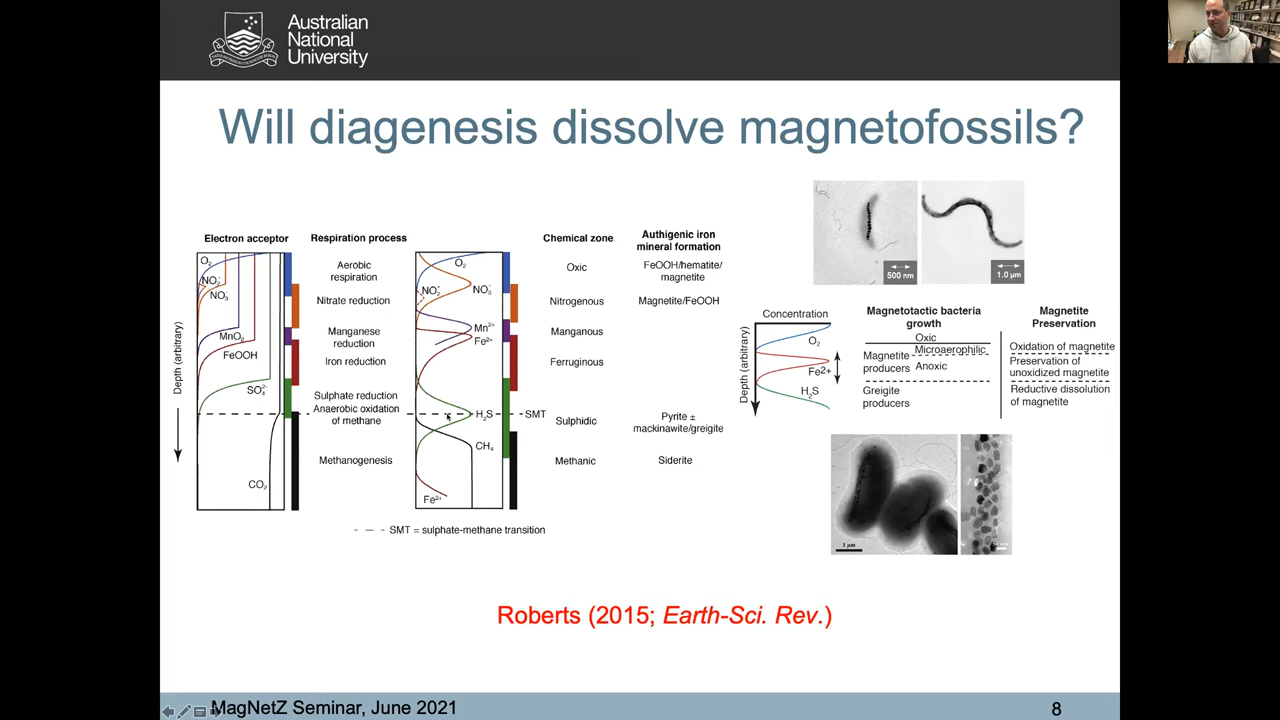 Australian
National
University
Will diagenesis dissolve magnetofossils?
Electron acceptor
Respiration process
Chemical zone
Authigenic iron
mineral formation
O2
NO2-
NO3-
MnO2
FeOOH
SO42-
CO2
Depth (arbitrary)
Aerobic
respiration
Nitrate reduction
Manganese
reduction
Iron reduction
Sulphate reduction
Anaerobic oxidation
of methane
Methanogenesis
O2
NO2-
NO3-
Mn2+
Fe2+
H2S
SMT
CH4
Fe2+
Oxic
Nitrogenous
Manganous
Ferruginous
Sulphidic
Methanic
FeOOH/hematite/
magnetite
Magnetite/FeOOH
Pyrite ±
mackinawite/greigite
Siderite
SMT = sulphate-methane transition
500 nm
1.0 µm
Concentration
Depth (arbitrary)
O2
Fe2+
H2S
Magnetotactic bacteria
growth
Oxic
Microaerophilic
Magnetite
producers
Anoxic
Greigite
producers
Magnetite
Preservation
Oxidation of magnetite
Preservation of
unoxidized magnetite
Reductive dissolution
of magnetite
1 µm
Roberts (2015; Earth-Sci. Rev.)
MagNetZ Seminar, June 2021
8